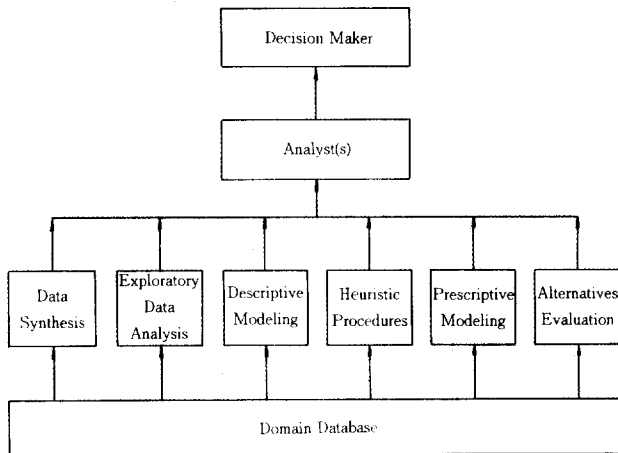 Decision Maker
Analyst(s)
Data
Synthesis
Exploratory
Data
Analysis
Descriptive
Modeling
Heuristic
Procedures
Prescriptive
Modeling
Alternatives
Evaluation
Domain Database